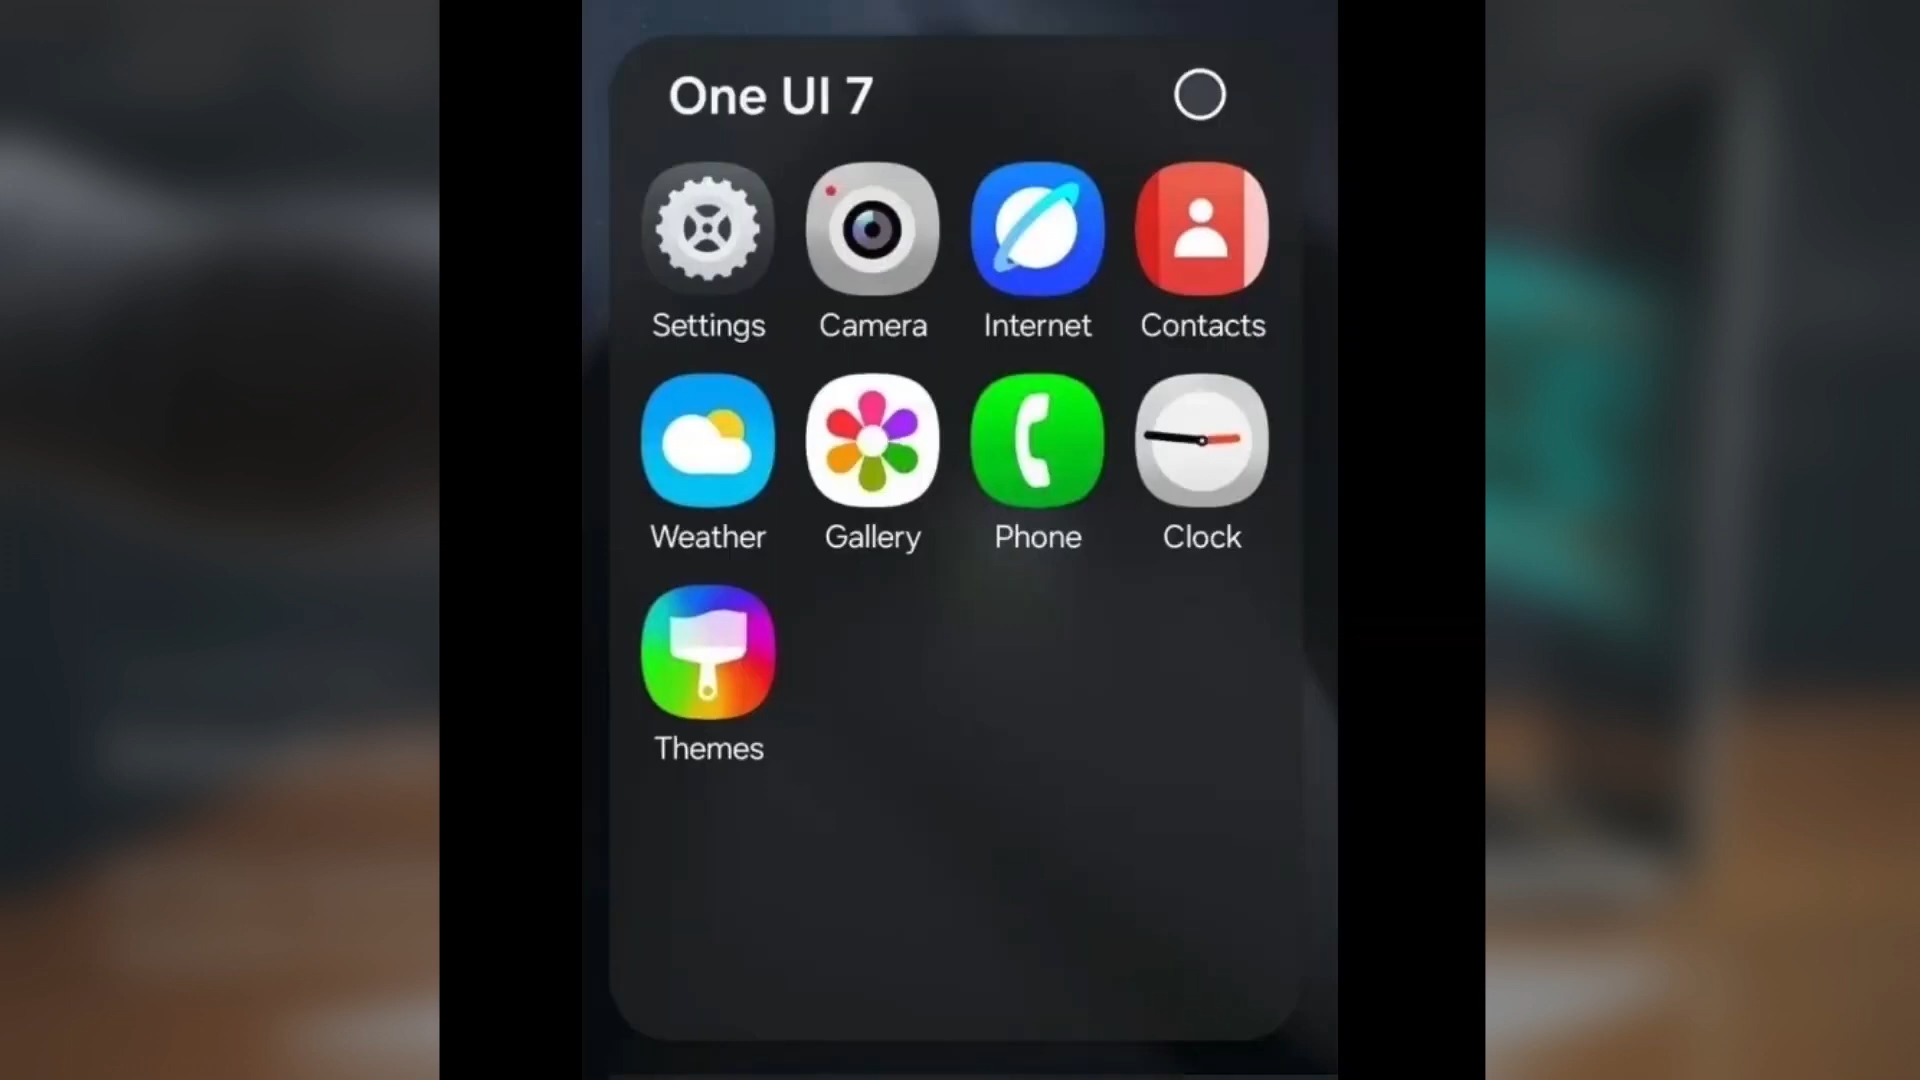 One UI 7
Settings
Camera
Internet
Contacts
Weather
Gallery
Phone
Clock
Themes